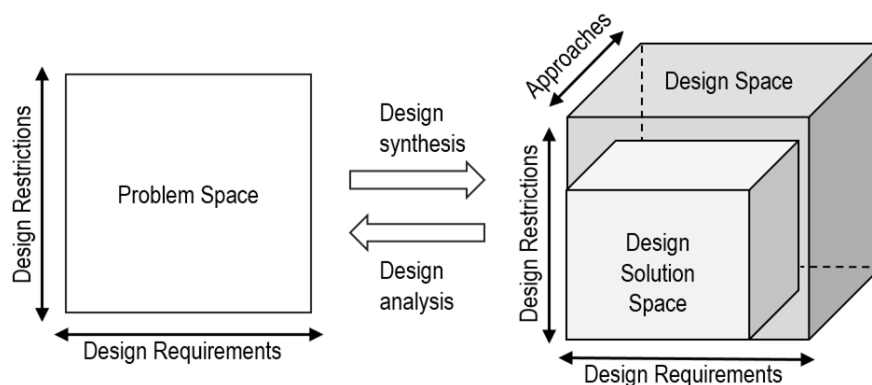 Design Restrictions
Problem Space
Design Requirements
Design
synthesis
Design
analysis
Approaches
Design Space
Design Restrictions
Design
Solution
Space
Design Requirements